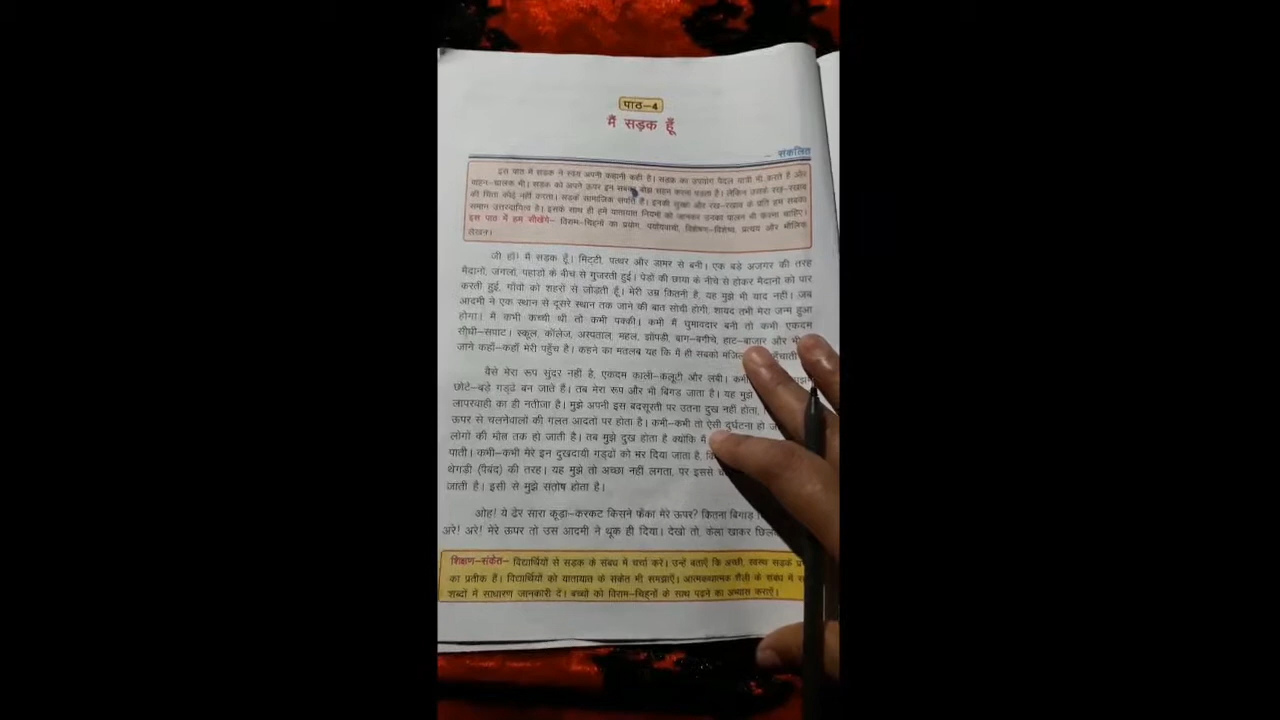 पाठ–4
मैं सड़क हूँ
– संकलित
इस पाठ में सड़क ने स्वयं अपनी कहानी कही है। सड़क का उपयोग पैदल यात्री भी करते हैं और
वाहन–चालक भी। सड़क को अपने ऊपर इन सबका बोझ सहन करना पड़ता है। लेकिन उसके रख–रखाव
की चिंता कोई नहीं करता। सड़कें सामाजिक संपत्ति हैं। इनकी सुरक्षा और रख–रखाव के प्रति हम सबका
समान उत्तरदायित्व है। इसके साथ ही हमें यातायात नियमों को जानकर उनका पालन भी करना चाहिए।
इस पाठ में हम सीखेंगे– विराम–चिह्नों का प्रयोग, पर्यायवाची, विशेषण–विशेष्य, प्रत्यय और मौलिक
लेखन।
जी हाँ! मैं सड़क हूँ। मिट्टी, पत्थर और डामर से बनी। एक बड़े अजगर की तरह
मैदानों, जंगलों, पहाड़ों के बीच से गुजरती हुई। पेड़ों की छाया के नीचे से होकर मैदानों को पार
करती हुई, गाँवों को शहरों से जोड़ती हूँ। मेरी उम्र कितनी है, यह मुझे भी याद नहीं। जब
आदमी ने एक स्थान से दूसरे स्थान तक जाने की बात सोची होगी, शायद तभी मेरा जन्म हुआ
होगा। मैं कभी कच्ची थी तो कभी पक्की। कभी मैं घुमावदार बनी तो कभी एकदम
सीधी–सपाट। स्कूल, कॉलेज, अस्पताल, महल, झोंपड़ी, बाग–बगीचे, हाट–बाजार और
जाने कहाँ–कहाँ मेरी पहुँच है। कहने का मतलब यह कि मैं ही सबको
वैसे मेरा रूप सुंदर नहीं है, एकदम काली–कलूटी और लंबी।
छोटे–बड़े गड्ढे बन जाते हैं। तब मेरा रूप और भी बिगड़ जाता है। यह मुझे
लापरवाही का ही नतीजा है। मुझे अपनी इस बदसूरती पर उतना दुख नहीं होता,
ऊपर से चलनेवालों की गलत आदतों पर होता है। कभी–कभी तो ऐसी दुर्घटना हो
लोगों की मौत तक हो जाती है। तब मुझे दुख होता है क्योंकि मैं
पाती। कभी–कभी मेरे इन दुखदायी गड्ढों को भर दिया जाता है,
थेगड़ी (पैबंद) की तरह। यह मुझे तो अच्छा नहीं लगता, पर इससे
जाती है। इसी से मुझे संतोष होता है।
ओह! ये ढेर सारा कूड़ा–करकट किसने फेंका मेरे ऊपर? कितना बिगाड़
अरे! अरे! मेरे ऊपर तो उस आदमी ने थूक ही दिया। देखो तो, केला खाकर
शिक्षण–संकेत– विद्यार्थियों से सड़क के संबंध में चर्चा करें। उन्हें बताएँ कि अच्छी, स्वस्थ सड़कें
का प्रतीक हैं। विद्यार्थियों को यातायात के संकेत भी समझाएँ। आत्मकथात्मक शैली के संबंध में
शब्दों में साधारण जानकारी दें। बच्चों को विराम–चिह्नों के साथ पढ़ने का अभ्यास कराएँ।